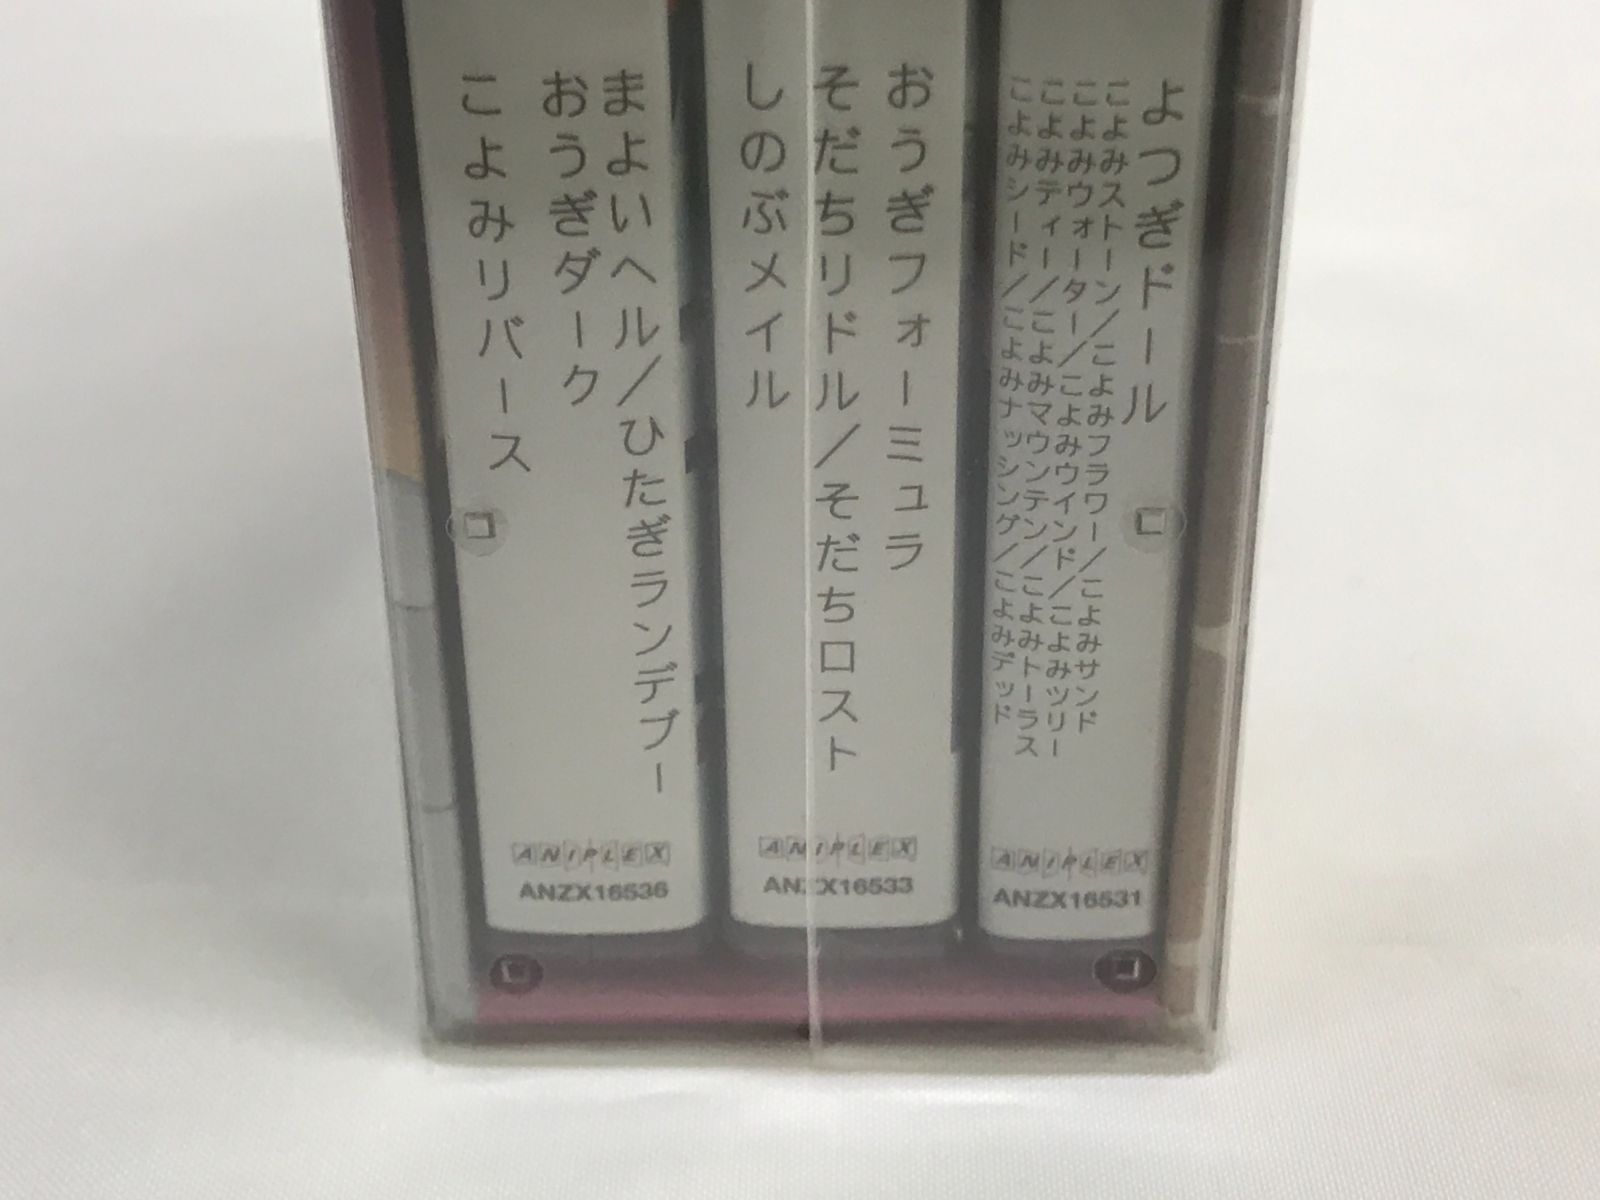 よつぎドール
こよみストーン／こよみフラワー／こよみサンド
こよみウォーター／こよみウインド／こよみツリー
こよみティー／こよみマウンテン／こよみトーラス
こよみシード／こよみナッシング／こよみデッド
ANIPLEX
ANZX16531
おうぎフォーミュラ
そだちリドル／そだちロスト
しのぶメイル
ANIPLEX
ANZX16533
まよいヘル／ひたぎランデブー
おうぎダーク
こよみリバース
ANIPLEX
ANZX16536